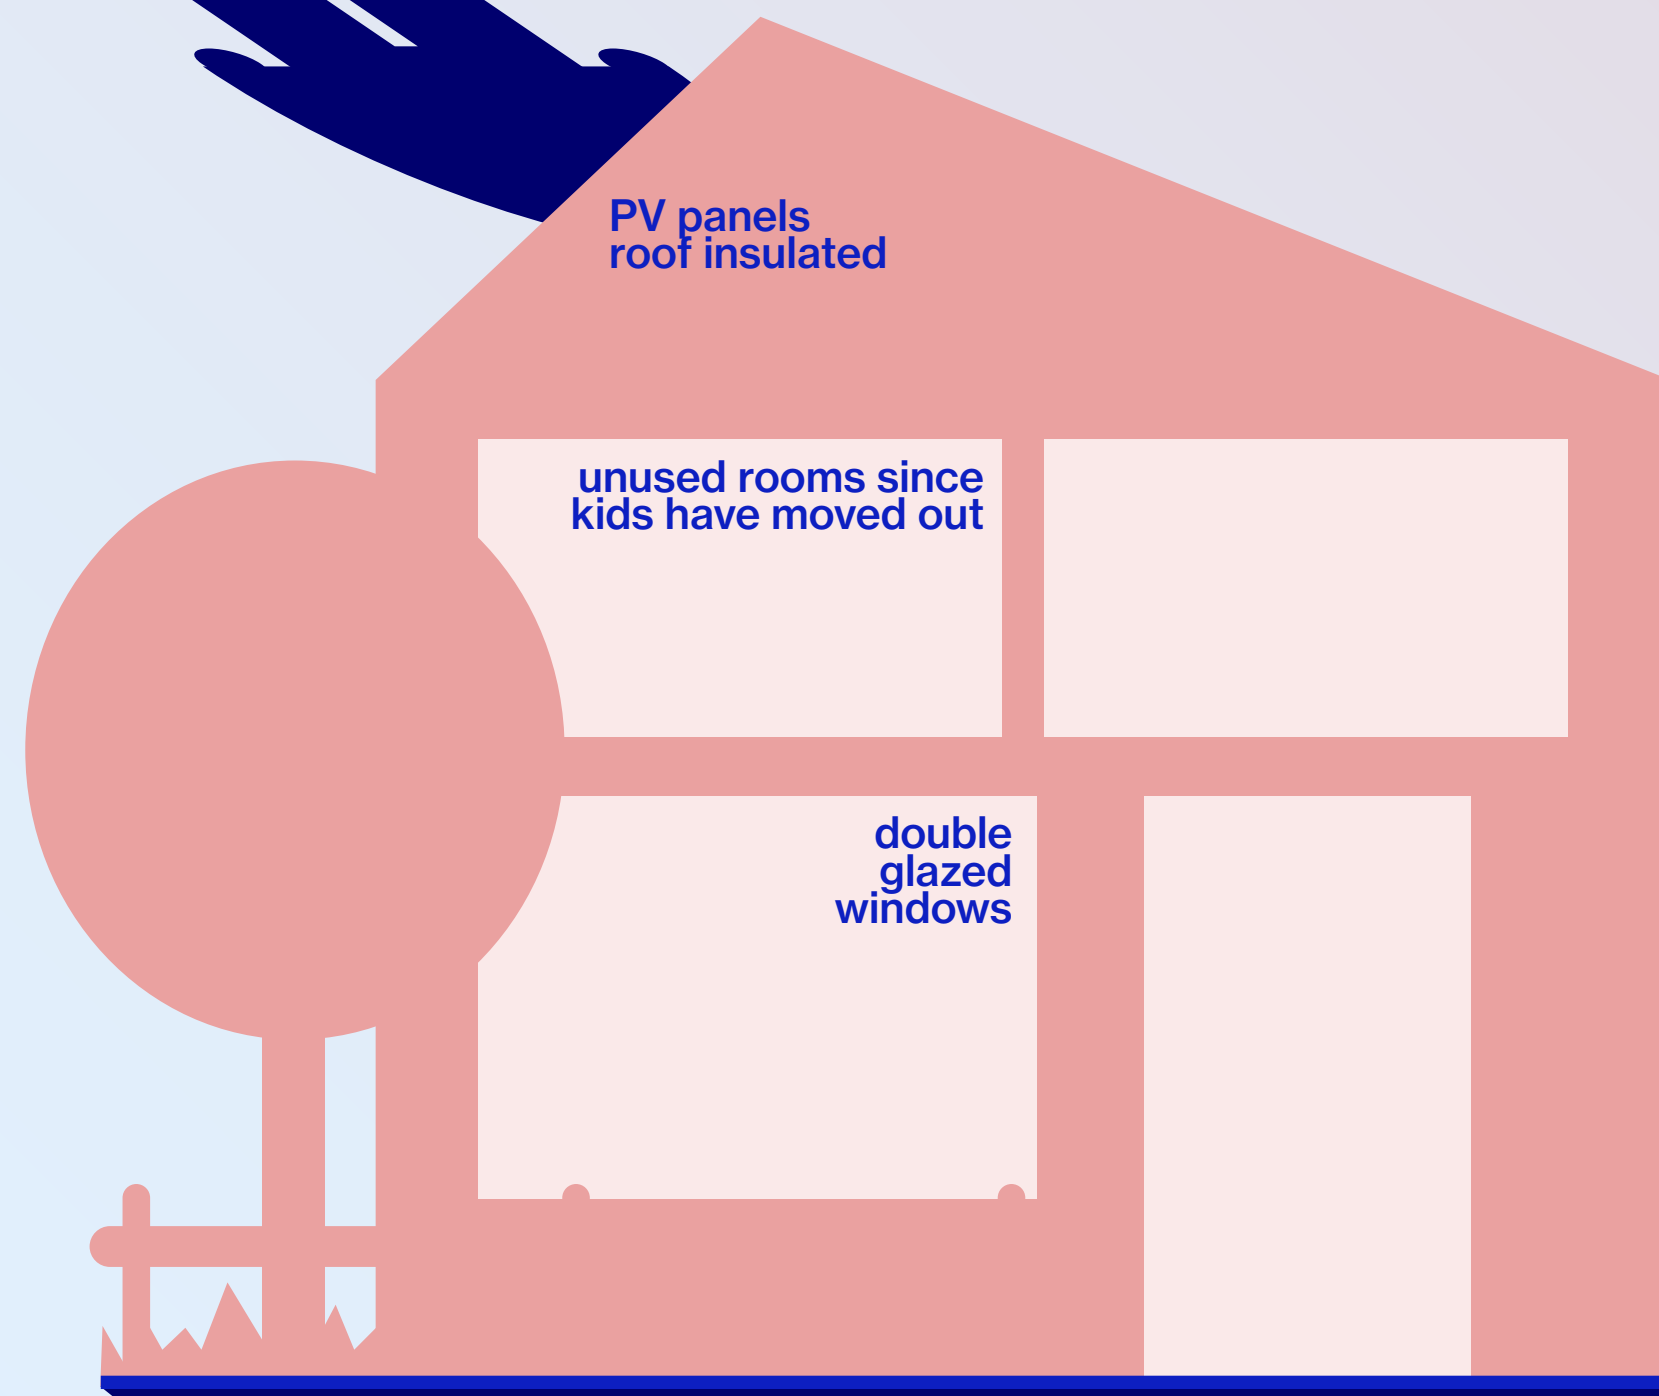 PV panels
roof insulated
unused rooms since
kids have moved out
double
glazed
windows